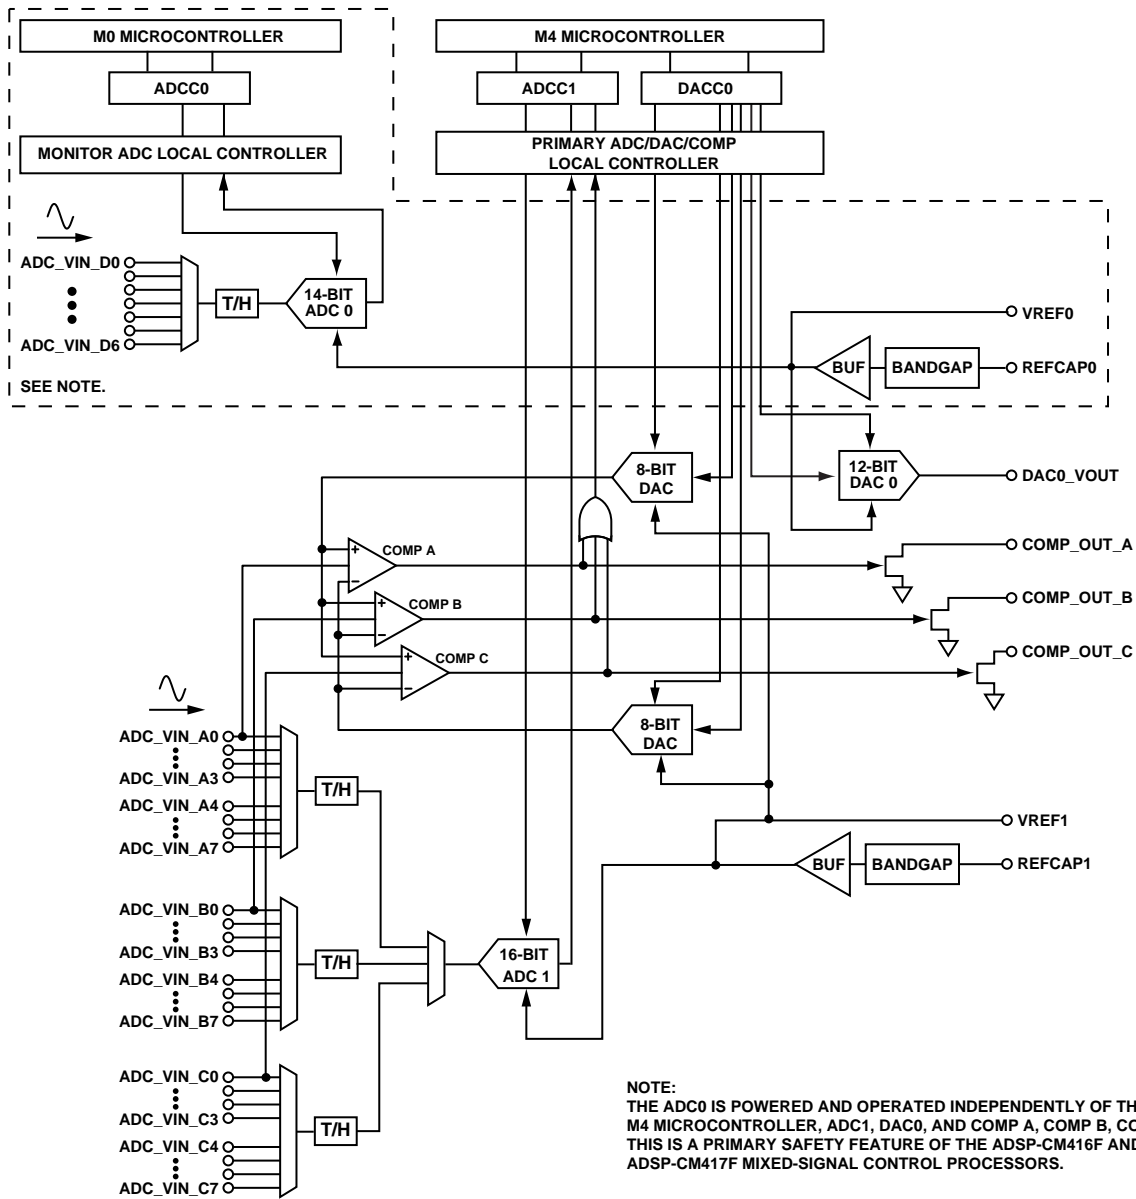 M0 MICROCONTROLLER
M4 MICROCONTROLLER
ADCC0
ADCC1
DACC0
MONITOR ADC LOCAL CONTROLLER
PRIMARY ADC/DAC/COMP
LOCAL CONTROLLER
ADC_VIN_D0
ADC_VIN_D6
T/H
14-BIT
ADC 0
VREF0
BUF
BANDGAP
REFCAP0
SEE NOTE.
8-BIT
DAC
12-BIT
DAC 0
DAC0_VOUT
+
–
COMP A
COMP_OUT_A
+
–
COMP B
COMP_OUT_B
+
–
COMP C
COMP_OUT_C
8-BIT
DAC
ADC_VIN_A0
ADC_VIN_A3
ADC_VIN_A4
ADC_VIN_A7
T/H
VREF1
BUF
BANDGAP
REFCAP1
ADC_VIN_B0
ADC_VIN_B3
ADC_VIN_B4
ADC_VIN_B7
T/H
16-BIT
ADC 1
ADC_VIN_C0
ADC_VIN_C3
ADC_VIN_C4
ADC_VIN_C7
T/H
NOTE:
THE ADC0 IS POWERED AND OPERATED INDEPENDENTLY OF
M4 MICROCONTROLLER, ADC1, DAC0, AND COMP A, COMP B,
THIS IS A PRIMARY SAFETY FEATURE OF THE ADSP-CM416F AND
ADSP-CM417F MIXED-SIGNAL CONTROL PROCESSORS.